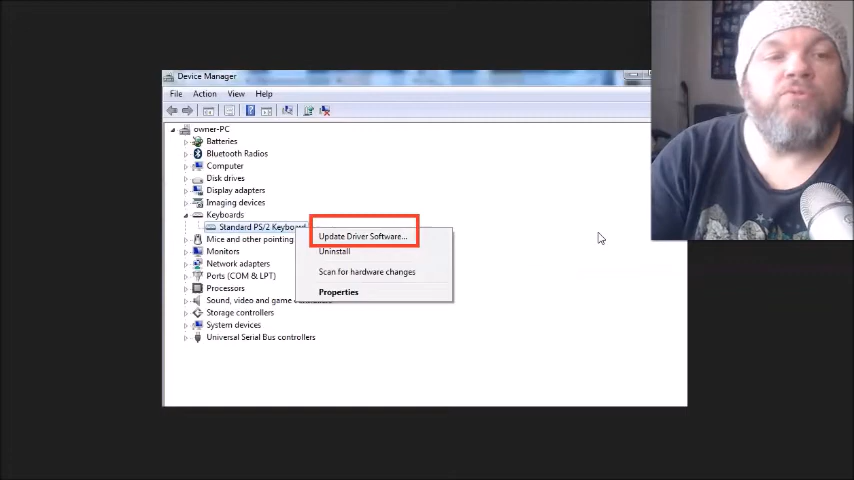 Device Manager
File Action View Help
owner-PC
Batteries
Bluetooth Radios
Computer
Disk drives
Display adapters
Imaging devices
Keyboards
Standard PS/2 Keyboard
Update Driver Software...
Mice and other pointing
Uninstall
Monitors
Network adapters
Scan for hardware changes
Ports (COM & LPT)
Processors
Properties
Sound, video and game
Storage controllers
System devices
Universal Serial Bus controllers